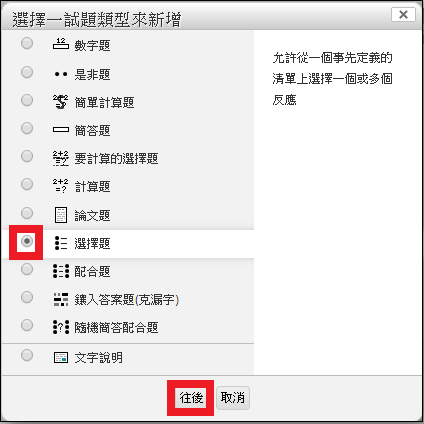 選擇一試題類型來新增
數字題
是非題
簡單計算題
簡答題
要計算的選擇題
計算題
論文題
選擇題
配合題
鑲入答案題(克漏字)
隨機簡答配合題
文字說明
允許從一個事先定義的
清單上選擇一個或多個
反應
往後 取消